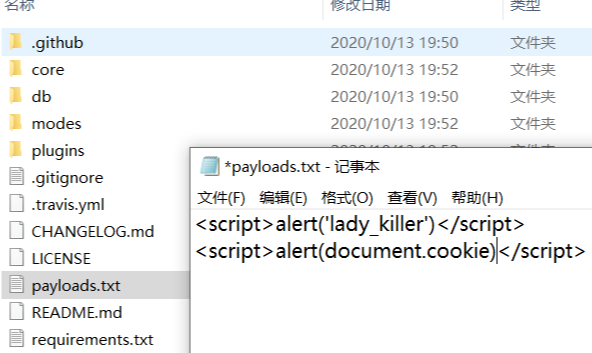 名称 修改日期 类型
.github 2020/10/13 19:50 文件夹
core 2020/10/13 19:52 文件夹
db 2020/10/13 19:50 文件夹
modes 2020/10/13 19:52 文件夹
plugins
.gitignore
.travis.yml
CHANGELOG.md
LICENSE
payloads.txt
README.md
requirements.txt
*payloads.txt - 记事本
文件(F) 编辑(E) 格式(O) 查看(V) 帮助(H)
<script>alert('lady_killer')</script>
<script>alert(document.cookie)</script>